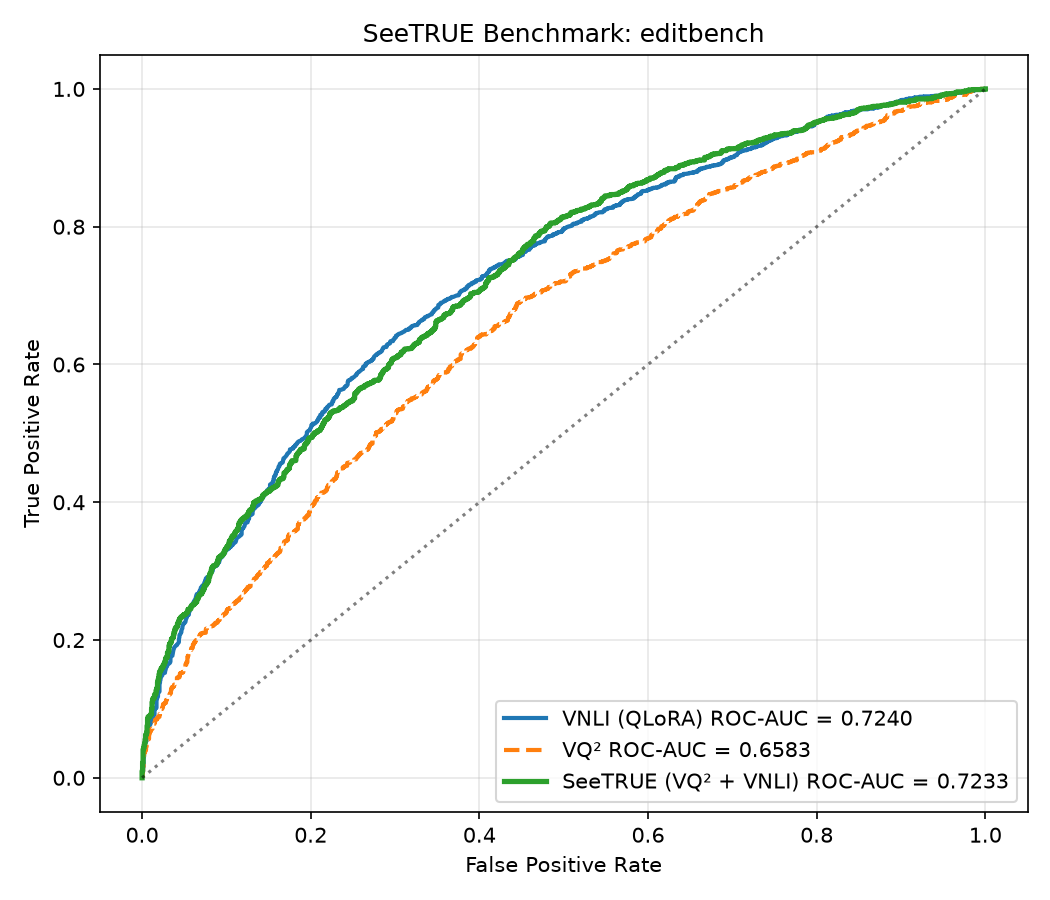 SeeTRUE Benchmark: editbench
True Positive Rate
1.0
0.8
0.6
0.4
0.2
0.0
VNLI (QLoRA) ROC-AUC = 0.7240
VQ² ROC-AUC = 0.6583
SeeTRUE (VQ² + VNLI) ROC-AUC = 0.7233
0.0 0.2 0.4 0.6 0.8 1.0
False Positive Rate